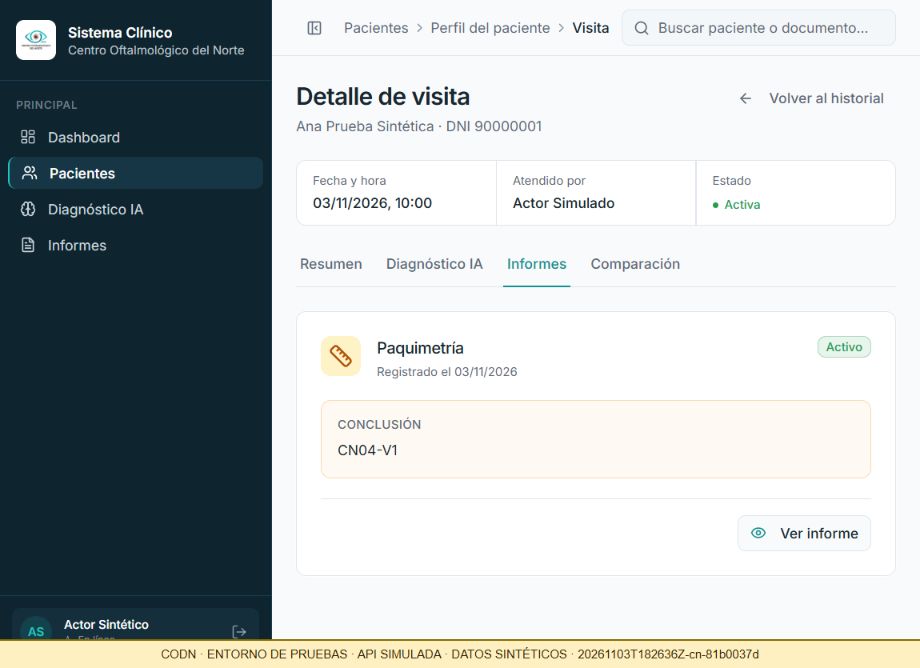 Sistema Clínico
Centro Oftalmológico del Norte
PRINCIPAL
Dashboard
Pacientes
Diagnóstico IA
Informes
Actor Sintético
AS
Pacientes > Perfil del paciente > Visita
Buscar paciente o documento...
Detalle de visita
Volver al historial
Ana Prueba Sintética · DNI 90000001
Fecha y hora
03/11/2026, 10:00
Atendido por
Actor Simulado
Estado
Activa
Resumen Diagnóstico IA Informes Comparación
Paquimetría
Activo
Registrado el 03/11/2026
CONCLUSIÓN
CN04-V1
Ver informe
CODN · ENTORNO DE PRUEBAS · API SIMULADA · DATOS SINTÉTICOS · 20261103T182636Z-cn-81b0037d